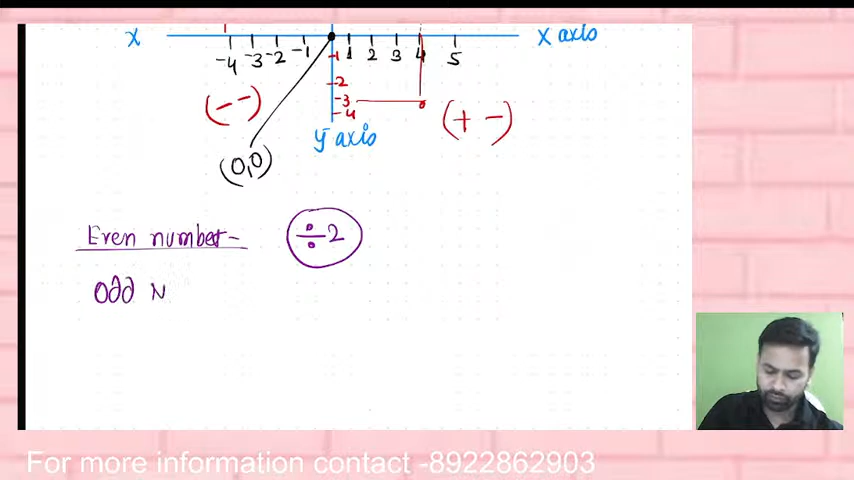 X X axis
-4 -3 -2 -1 1 2 3 4 5
-1
-2
-3
-4
(- -)
(+ -)
y axis
(0,0)
Even number- ÷2
Odd N
For more information contact -8922862903